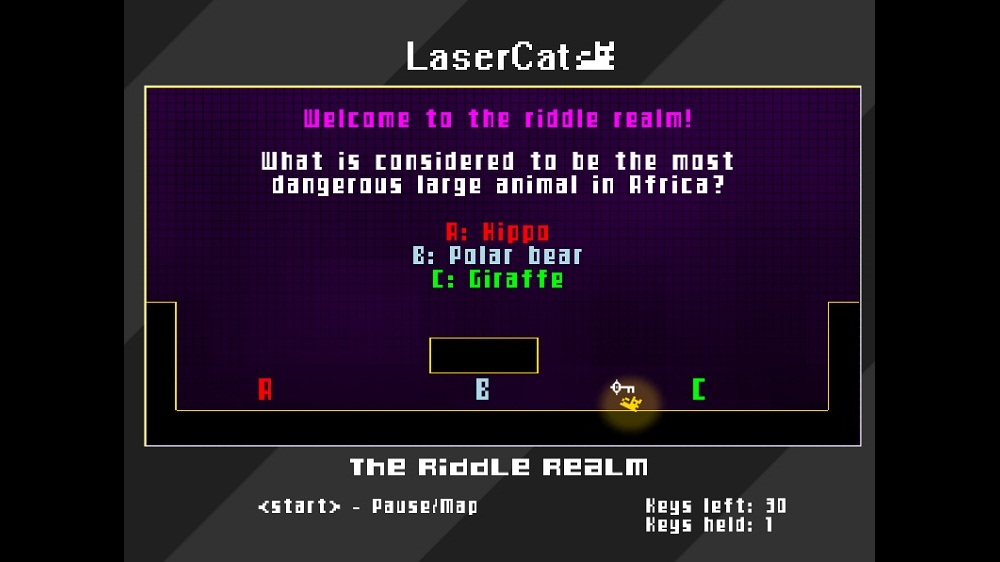 LaserCat
Welcome to the riddle realm!
What is considered to be the most
dangerous large animal in Africa?
A: Hippo
B: Polar bear
C: Giraffe
A B C
The Riddle Realm
<start> - Pause/Map
Keys left: 30
Keys held: 1